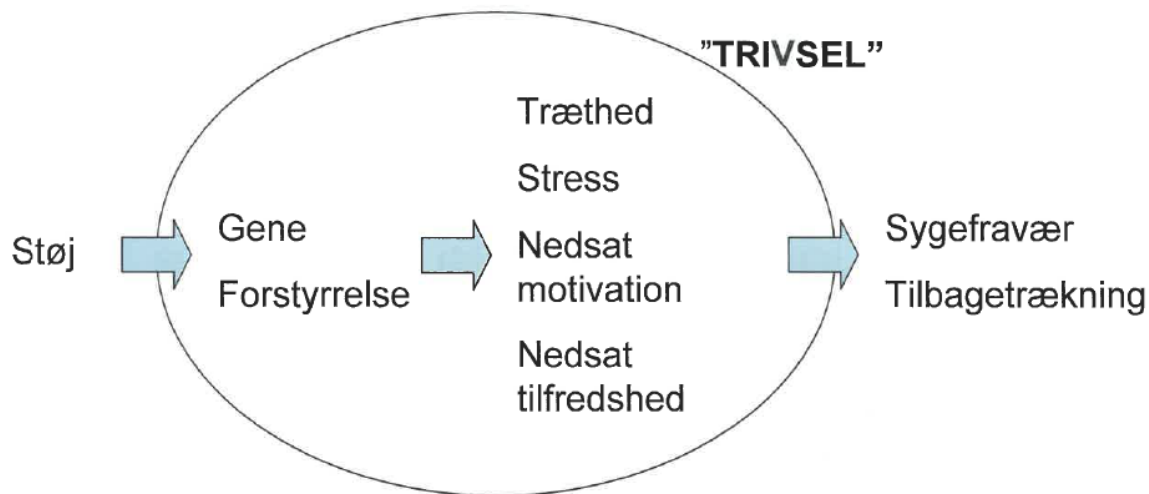 "TRIVSEL"
Støj
Gene
Forstyrrelse
Træthed
Stress
Nedsat
motivation
Nedsat
tilfredshed
Sygefravær
Tilbagetrækning